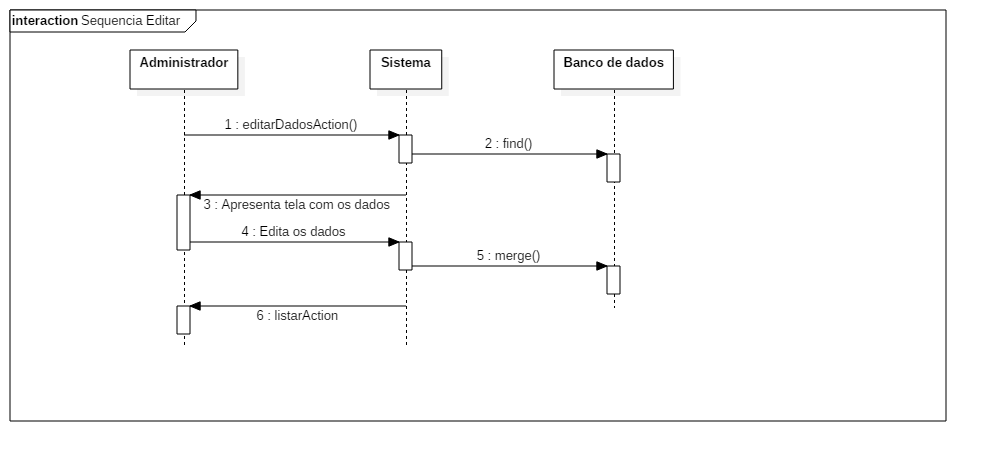 interaction Sequencia Editar
Administrador
Sistema
Banco de dados
1 : editarDadosAction()
2 : find()
3 : Apresenta tela com os dados
4 : Edita os dados
5 : merge()
6 : listarAction